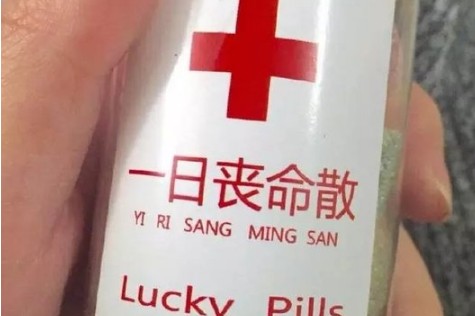 一日丧命散
YI RI SANG MING SAN
Lucky Pills